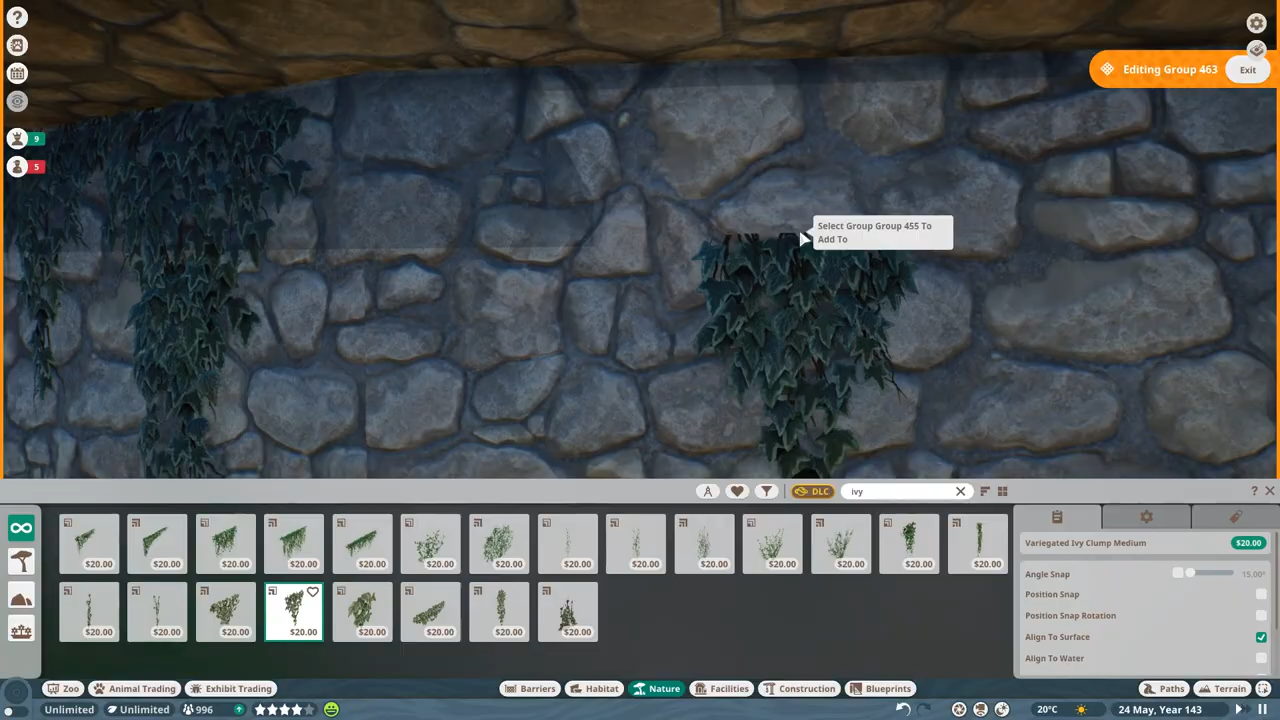 ?
Editing Group 463
Exit
9
5
Select Group Group 455 To
Add To
DLC
ivy
?
$20.00 $20.00 $20.00 $20.00 $20.00 $20.00 $20.00 $20.00 $20.00 $20.00 $20.00 $20.00 $20.00 $20.00
$20.00 $20.00 $20.00 $20.00 $20.00 $20.00 $20.00 $20.00
Variegated Ivy Clump Medium $20.00
Angle Snap 15.00°
Position Snap
Position Snap Rotation
Align To Surface
Align To Water
Zoo Animal Trading Exhibit Trading Barriers Habitat Nature Facilities Construction Blueprints Paths Terrain
Unlimited Unlimited 996 20°C 24 May, Year 143